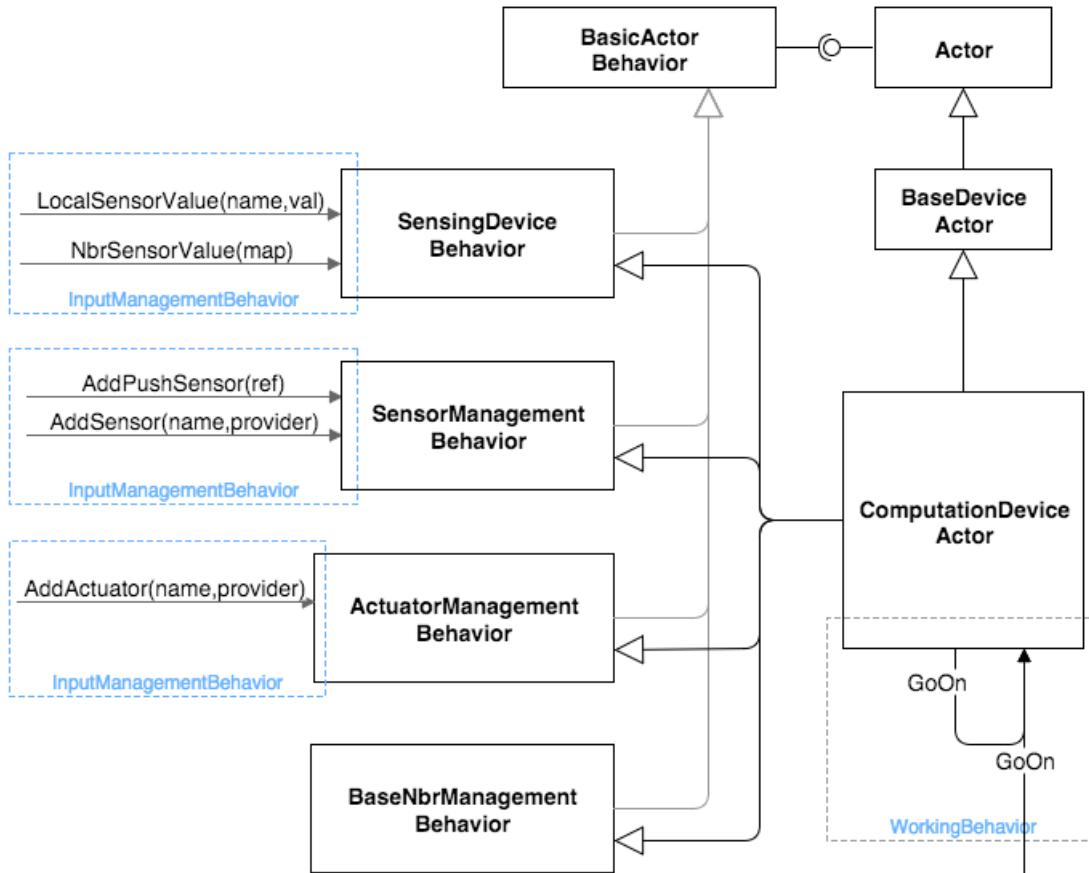 BasicActor
Behavior
Actor
BaseDevice
Actor
LocalSensorValue(name,val)
NbrSensorValue(map)
InputManagementBehavior
SensingDevice
Behavior
AddPushSensor(ref)
AddSensor(name,provider)
InputManagementBehavior
SensorManagement
Behavior
ComputationDevice
Actor
AddActuator(name,provider)
InputManagementBehavior
ActuatorManagement
Behavior
GoOn
GoOn
WorkingBehavior
BaseNbrManagement
Behavior